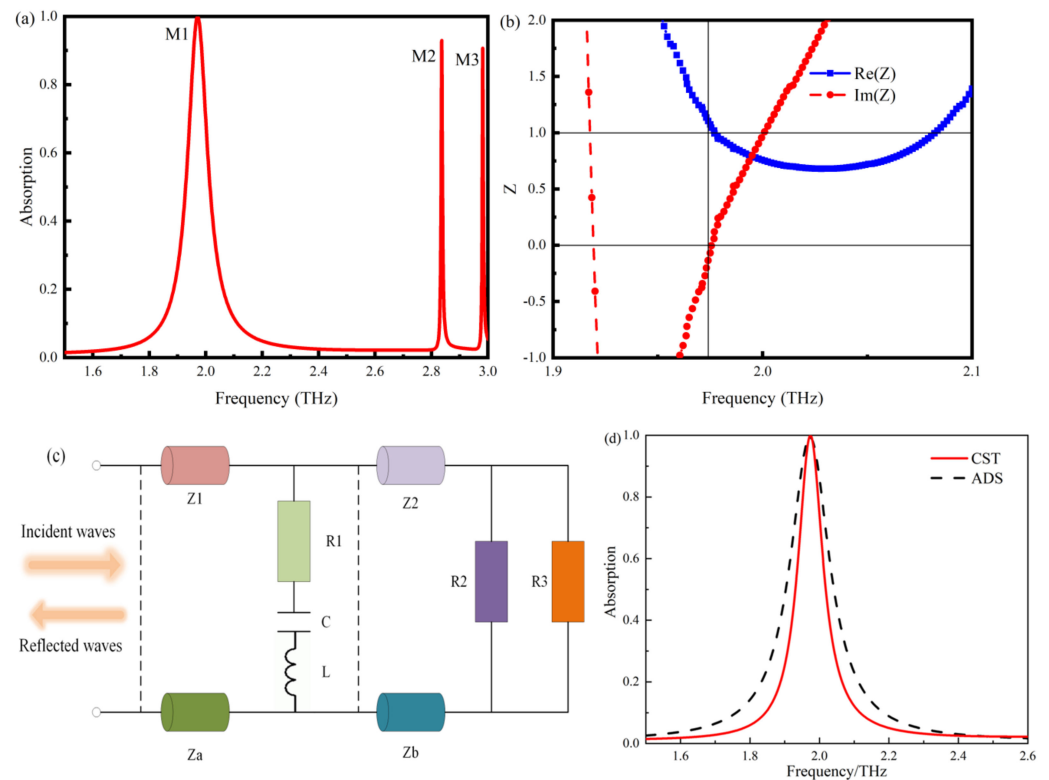 (a)
1.0
0.8
0.6
0.4
0.2
0.0
Absorption
M1
M2
M3
1.6 1.8 2.0 2.2 2.4 2.6 2.8 3.0
Frequency (THz)
(b)
2.0
1.5
1.0
0.5
0.0
-0.5
-1.0
Z
Re(Z)
Im(Z)
1.9 2.0 2.1
Frequency (THz)
(c)
Z1
Z2
R1
R2
R3
C
L
Incident waves
Reflected waves
Za
Zb
(d)
1.0
0.8
0.6
0.4
0.2
0.0
Absorption
CST
ADS
1.6 1.8 2.0 2.2 2.4 2.6
Frequency/THz